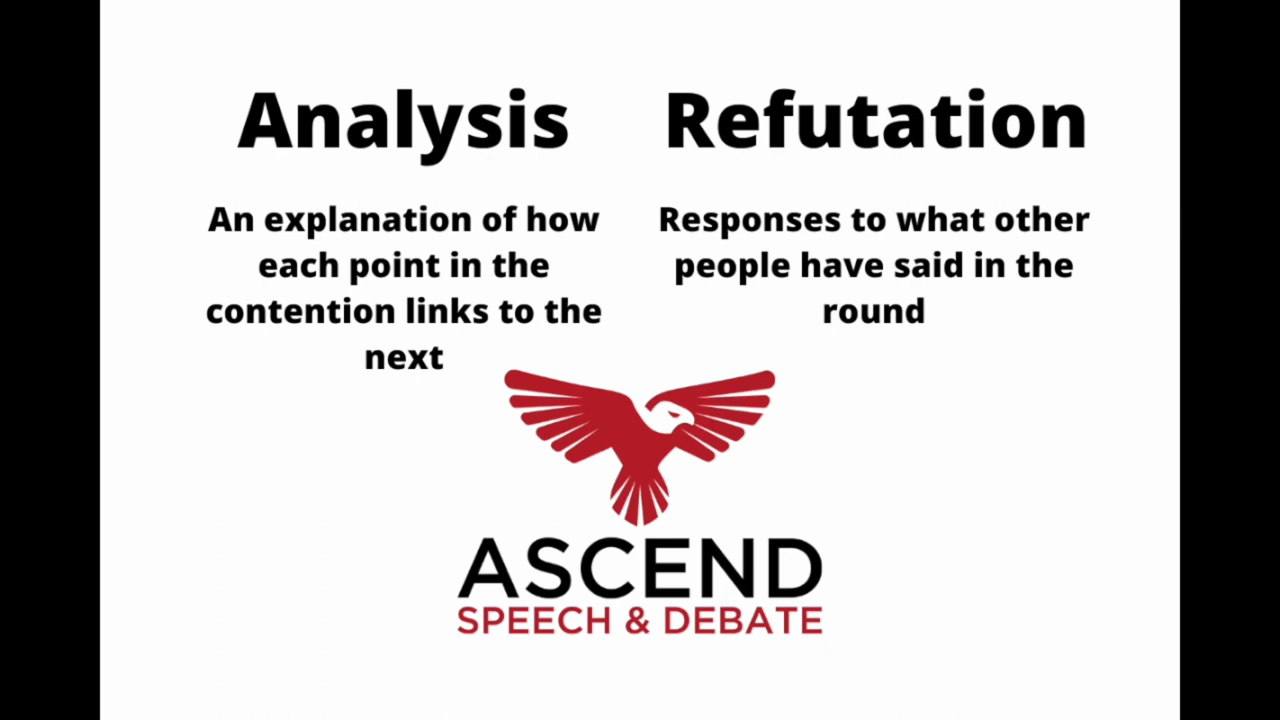 Analysis
An explanation of how
each point in the
contention links to the
next
Refutation
Responses to what other
people have said in the
round
ASCEND
SPEECH & DEBATE